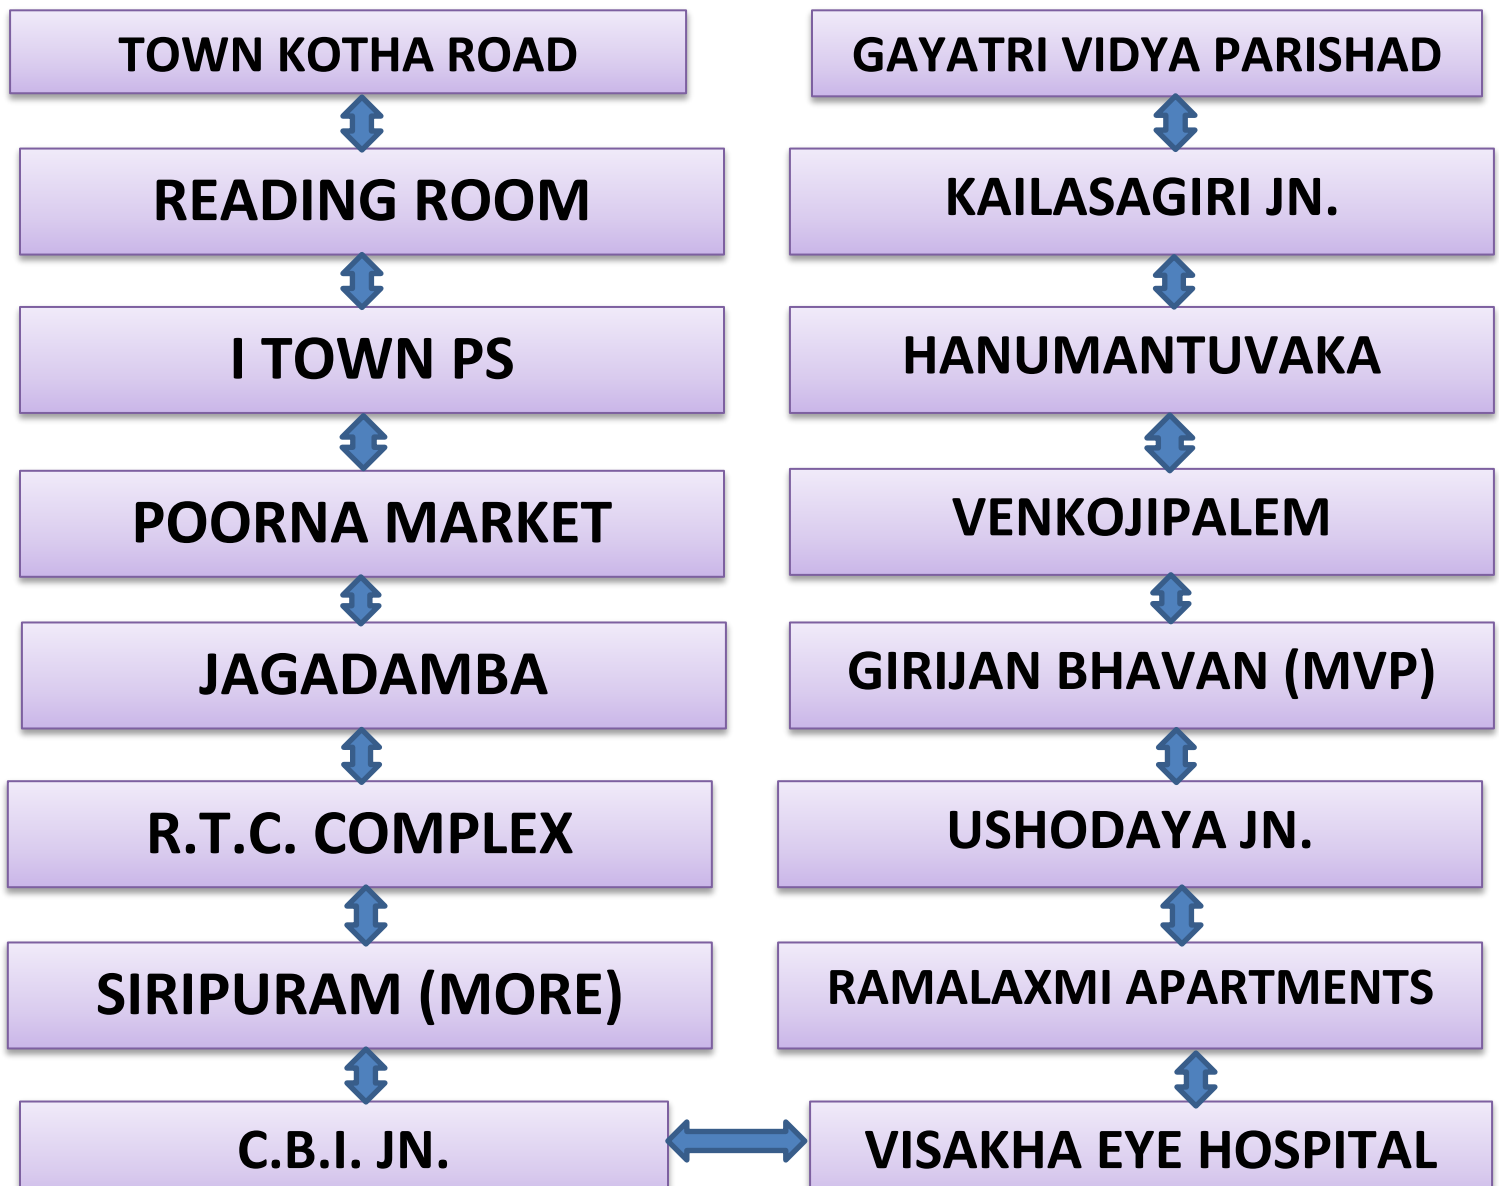 TOWN KOTHA ROAD
READING ROOM
I TOWN PS
POORNA MARKET
JAGADAMBA
R.T.C. COMPLEX
SIRIPURAM (MORE)
C.B.I. JN.
GAYATRI VIDYA PARISHAD
KAILASAGIRI JN.
HANUMANTUVAKA
VENKOJIPALEM
GIRIJAN BHAVAN (MVP)
USHODAYA JN.
RAMALAXMI APARTMENTS
VISAKHA EYE HOSPITAL